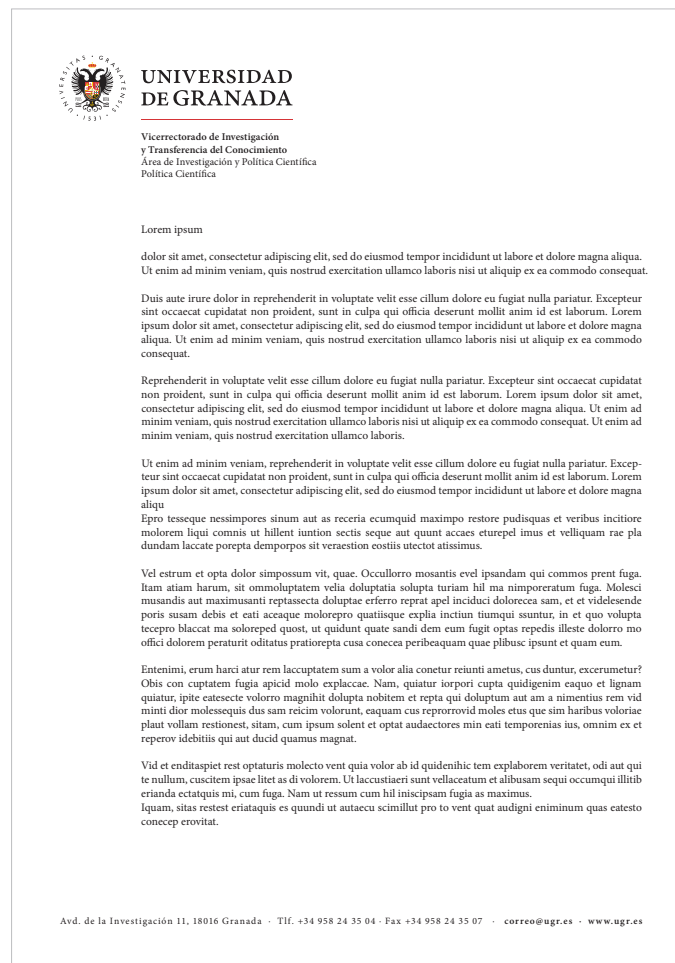 UNIVERSITAS · GRANATENSIS · 1531 ·
UNIVERSIDAD
DE GRANADA
Vicerrectorado de Investigación
y Transferencia del Conocimiento
Área de Investigación y Política Científica
Política Científica
Lorem ipsum
dolor sit amet, consectetur adipiscing elit, sed do eiusmod tempor incididunt ut labore et dolore magna aliqua.
Ut enim ad minim veniam, quis nostrud exercitation ullamco laboris nisi ut aliquip ex ea commodo consequat.
Duis aute irure dolor in reprehenderit in voluptate velit esse cillum dolore eu fugiat nulla pariatur. Excepteur
sint occaecat cupidatat non proident, sunt in culpa qui officia deserunt mollit anim id est laborum. Lorem
ipsum dolor sit amet, consectetur adipiscing elit, sed do eiusmod tempor incididunt ut labore et dolore magna
aliqua. Ut enim ad minim veniam, quis nostrud exercitation ullamco laboris nisi ut aliquip ex ea commodo
consequat.
Reprehenderit in voluptate velit esse cillum dolore eu fugiat nulla pariatur. Excepteur sint occaecat cupidatat
non proident, sunt in culpa qui officia deserunt mollit anim id est laborum. Lorem ipsum dolor sit amet,
consectetur adipiscing elit, sed do eiusmod tempor incididunt ut labore et dolore magna aliqua. Ut enim ad
minim veniam, quis nostrud exercitation ullamco laboris nisi ut aliquip ex ea commodo consequat. Ut enim ad
minim veniam, quis nostrud exercitation ullamco laboris.
Ut enim ad minim veniam, reprehenderit in voluptate velit esse cillum dolore eu fugiat nulla pariatur. Excep-
teur sint occaecat cupidatat non proident, sunt in culpa qui officia deserunt mollit anim id est laborum. Lorem
ipsum dolor sit amet, consectetur adipiscing elit, sed do eiusmod tempor incididunt ut labore et dolore magna
aliqu
Epro tesseque nessimpores sinum aut as receria ecumquid maximpo restore pudisquas et veribus incitiore
molorem liqui comnis ut hillent iuntion sectis seque aut quunt accaes eturepel imus et velliquam rae pla
dundam laccate porepta demporpos sit veraestion eostiis utectot atissimus.
Vel estrum et opta dolor simpossum vit, quae. Occullorro mosantis evel ipsandam qui commos prent fuga.
Itam atiam harum, sit ommoluptatem velia doluptatia solupta turiam hil ma nimporeratum fuga. Molesci
musandis aut maximusanti reptassecta doluptae erferro reprat apel inciduci dolorecea sam, et et videlesende
poris susam debis et eati aceaque molorepro quatiisque explia inctiun tiumqui ssuntur, in et quo volupta
tecepro blaccat ma soloreped quost, ut quidunt quate sandi dem eum fugit optas repedis illeste dolorro mo
offici dolorem peraturit oditatus pratiorepta cusa conecea peribeaquam quae plibusc ipsunt et quam eum.
Entenimi, erum harci atur rem laccuptatem sum a volor alia conetur reiunti ametus, cus duntur, excerumetur?
Obis con cuptatem fugia apicid molo explaccae. Nam, quiatur iorpori cupta quidigenim eaquo et lignam
quiatur, ipite eatesecte volorro magnihit dolupta nobitem et repta qui doluptum aut am a nimentius rem vid
minti dior molessequis dus sam reicim volorunt, eaquam cus reprorrovid moles etus que sim haribus voloriae
plaut vollam restionest, sitam, cum ipsum solent et optat audaectores min eati temporenias ius, omnim ex et
reperov idebitiis qui aut ducid quamus magnat.
Vid et enditaspiet rest optaturis molecto vent quia volor ab id quidenihic tem explaborem veritatet, odi aut qui
te nullum, cuscitem ipsae litet as di volorem. Ut laccustiaeri sunt vellaceatum et alibusam sequi occumqui illitib
erianda ectatquis mi, cum fuga. Nam ut ressum cum hil iniscipsam fugia as maximus.
Iquam, sitas restest eriataquis es quundi ut autaecu scimillut pro to vent quat audigni eniminum quas eatesto
conecep erovitat.
Avd. de la Investigación 11, 18016 Granada · Tlf. +34 958 24 35 04 · Fax +34 958 24 35 07 · correo@ugr.es · www.ugr.es